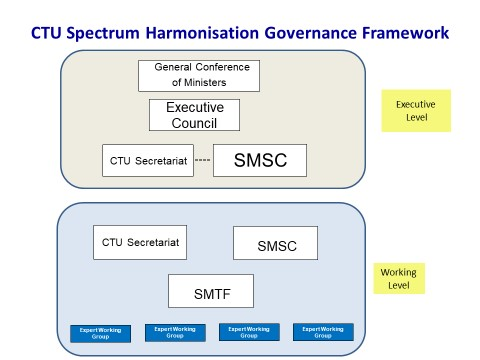 CTU Spectrum Harmonisation Governance Framework
General Conference
of Ministers
Executive
Council
Executive
Level
CTU Secretariat
SMSC
CTU Secretariat
SMSC
Working
Level
SMTF
Expert Working
Group
Expert Working
Group
Expert Working
Group
Expert Working
Group